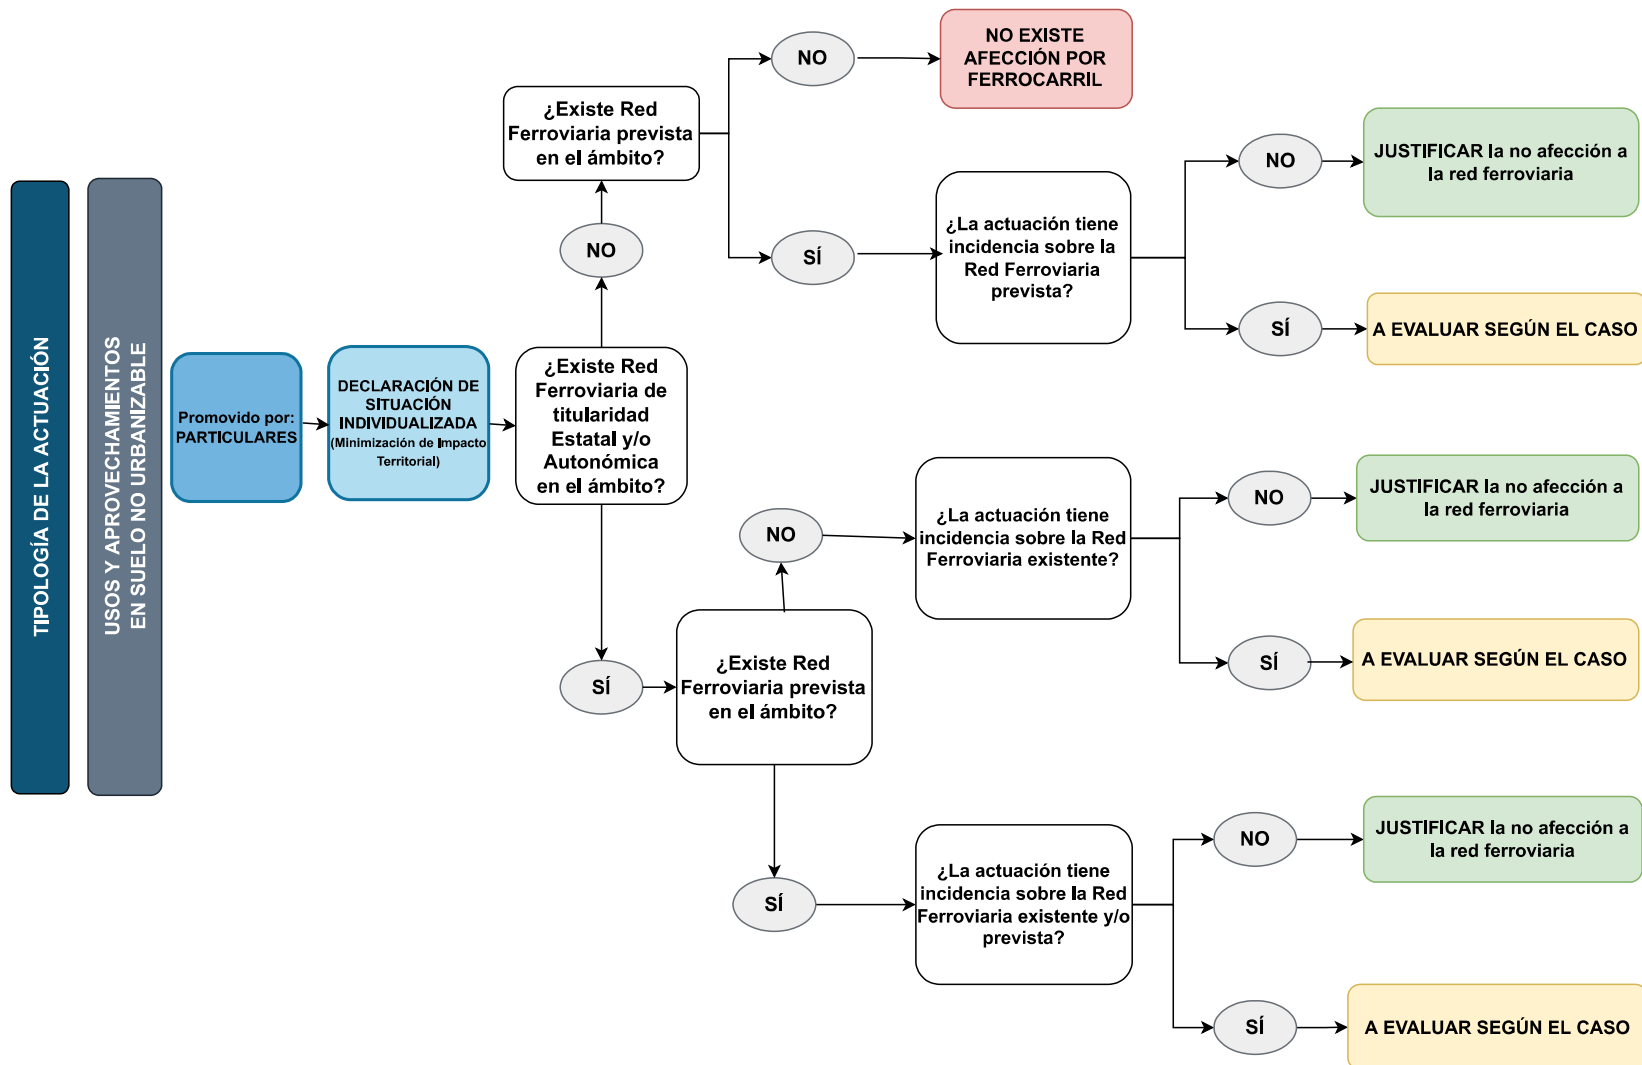 TIPOLOGÍA DE LA ACTUACIÓN
USOS Y APROVECHAMIENTOS
EN SUELO NO URBANIZABLE
Promovido por:
PARTICULARES
DECLARACIÓN DE
SITUACIÓN
INDIVIDUALIZADA
(Minimización de Impacto
Territorial)
¿Existe Red
Ferroviaria de
titularidad
Estatal y/o
Autonómica
en el ámbito?
NO
¿Existe Red
Ferroviaria prevista
en el ámbito?
NO
NO EXISTE
AFECCIÓN POR
FERROCARRIL
SÍ
¿La actuación tiene
incidencia sobre la
Red Ferroviaria
prevista?
NO
JUSTIFICAR la no afección a
la red ferroviaria
SÍ
A EVALUAR SEGÚN EL CASO
SÍ
¿Existe Red
Ferroviaria prevista
en el ámbito?
NO
¿La actuación tiene
incidencia sobre la Red
Ferroviaria existente?
NO
JUSTIFICAR la no afección a
la red ferroviaria
SÍ
A EVALUAR SEGÚN EL CASO
SÍ
¿La actuación tiene
incidencia sobre la Red
Ferroviaria existente y/o
prevista?
NO
JUSTIFICAR la no afección a
la red ferroviaria
SÍ
A EVALUAR SEGÚN EL CASO